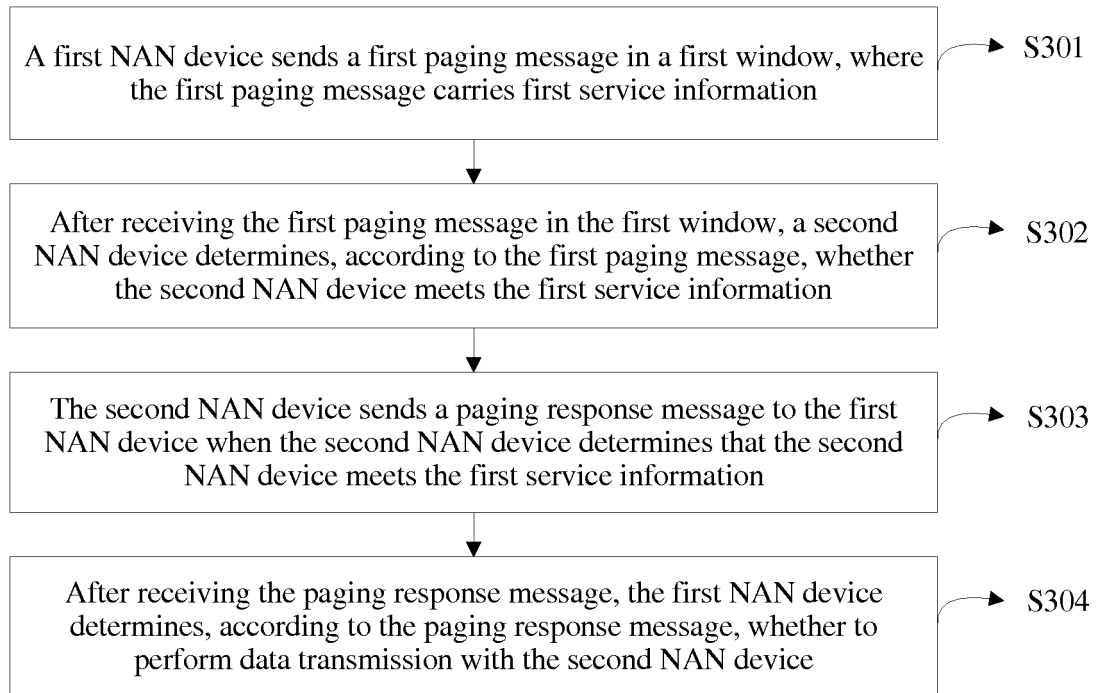 A first NAN device sends a first paging message in a first window, where
the first paging message carries first service information
S301
After receiving the first paging message in the first window, a second
NAN device determines, according to the first paging message, whether
the second NAN device meets the first service information
S302
The second NAN device sends a paging response message to the first
NAN device when the second NAN device determines that the second
NAN device meets the first service information
S303
After receiving the paging response message, the first NAN device
determines, according to the paging response message, whether to
perform data transmission with the second NAN device
S304